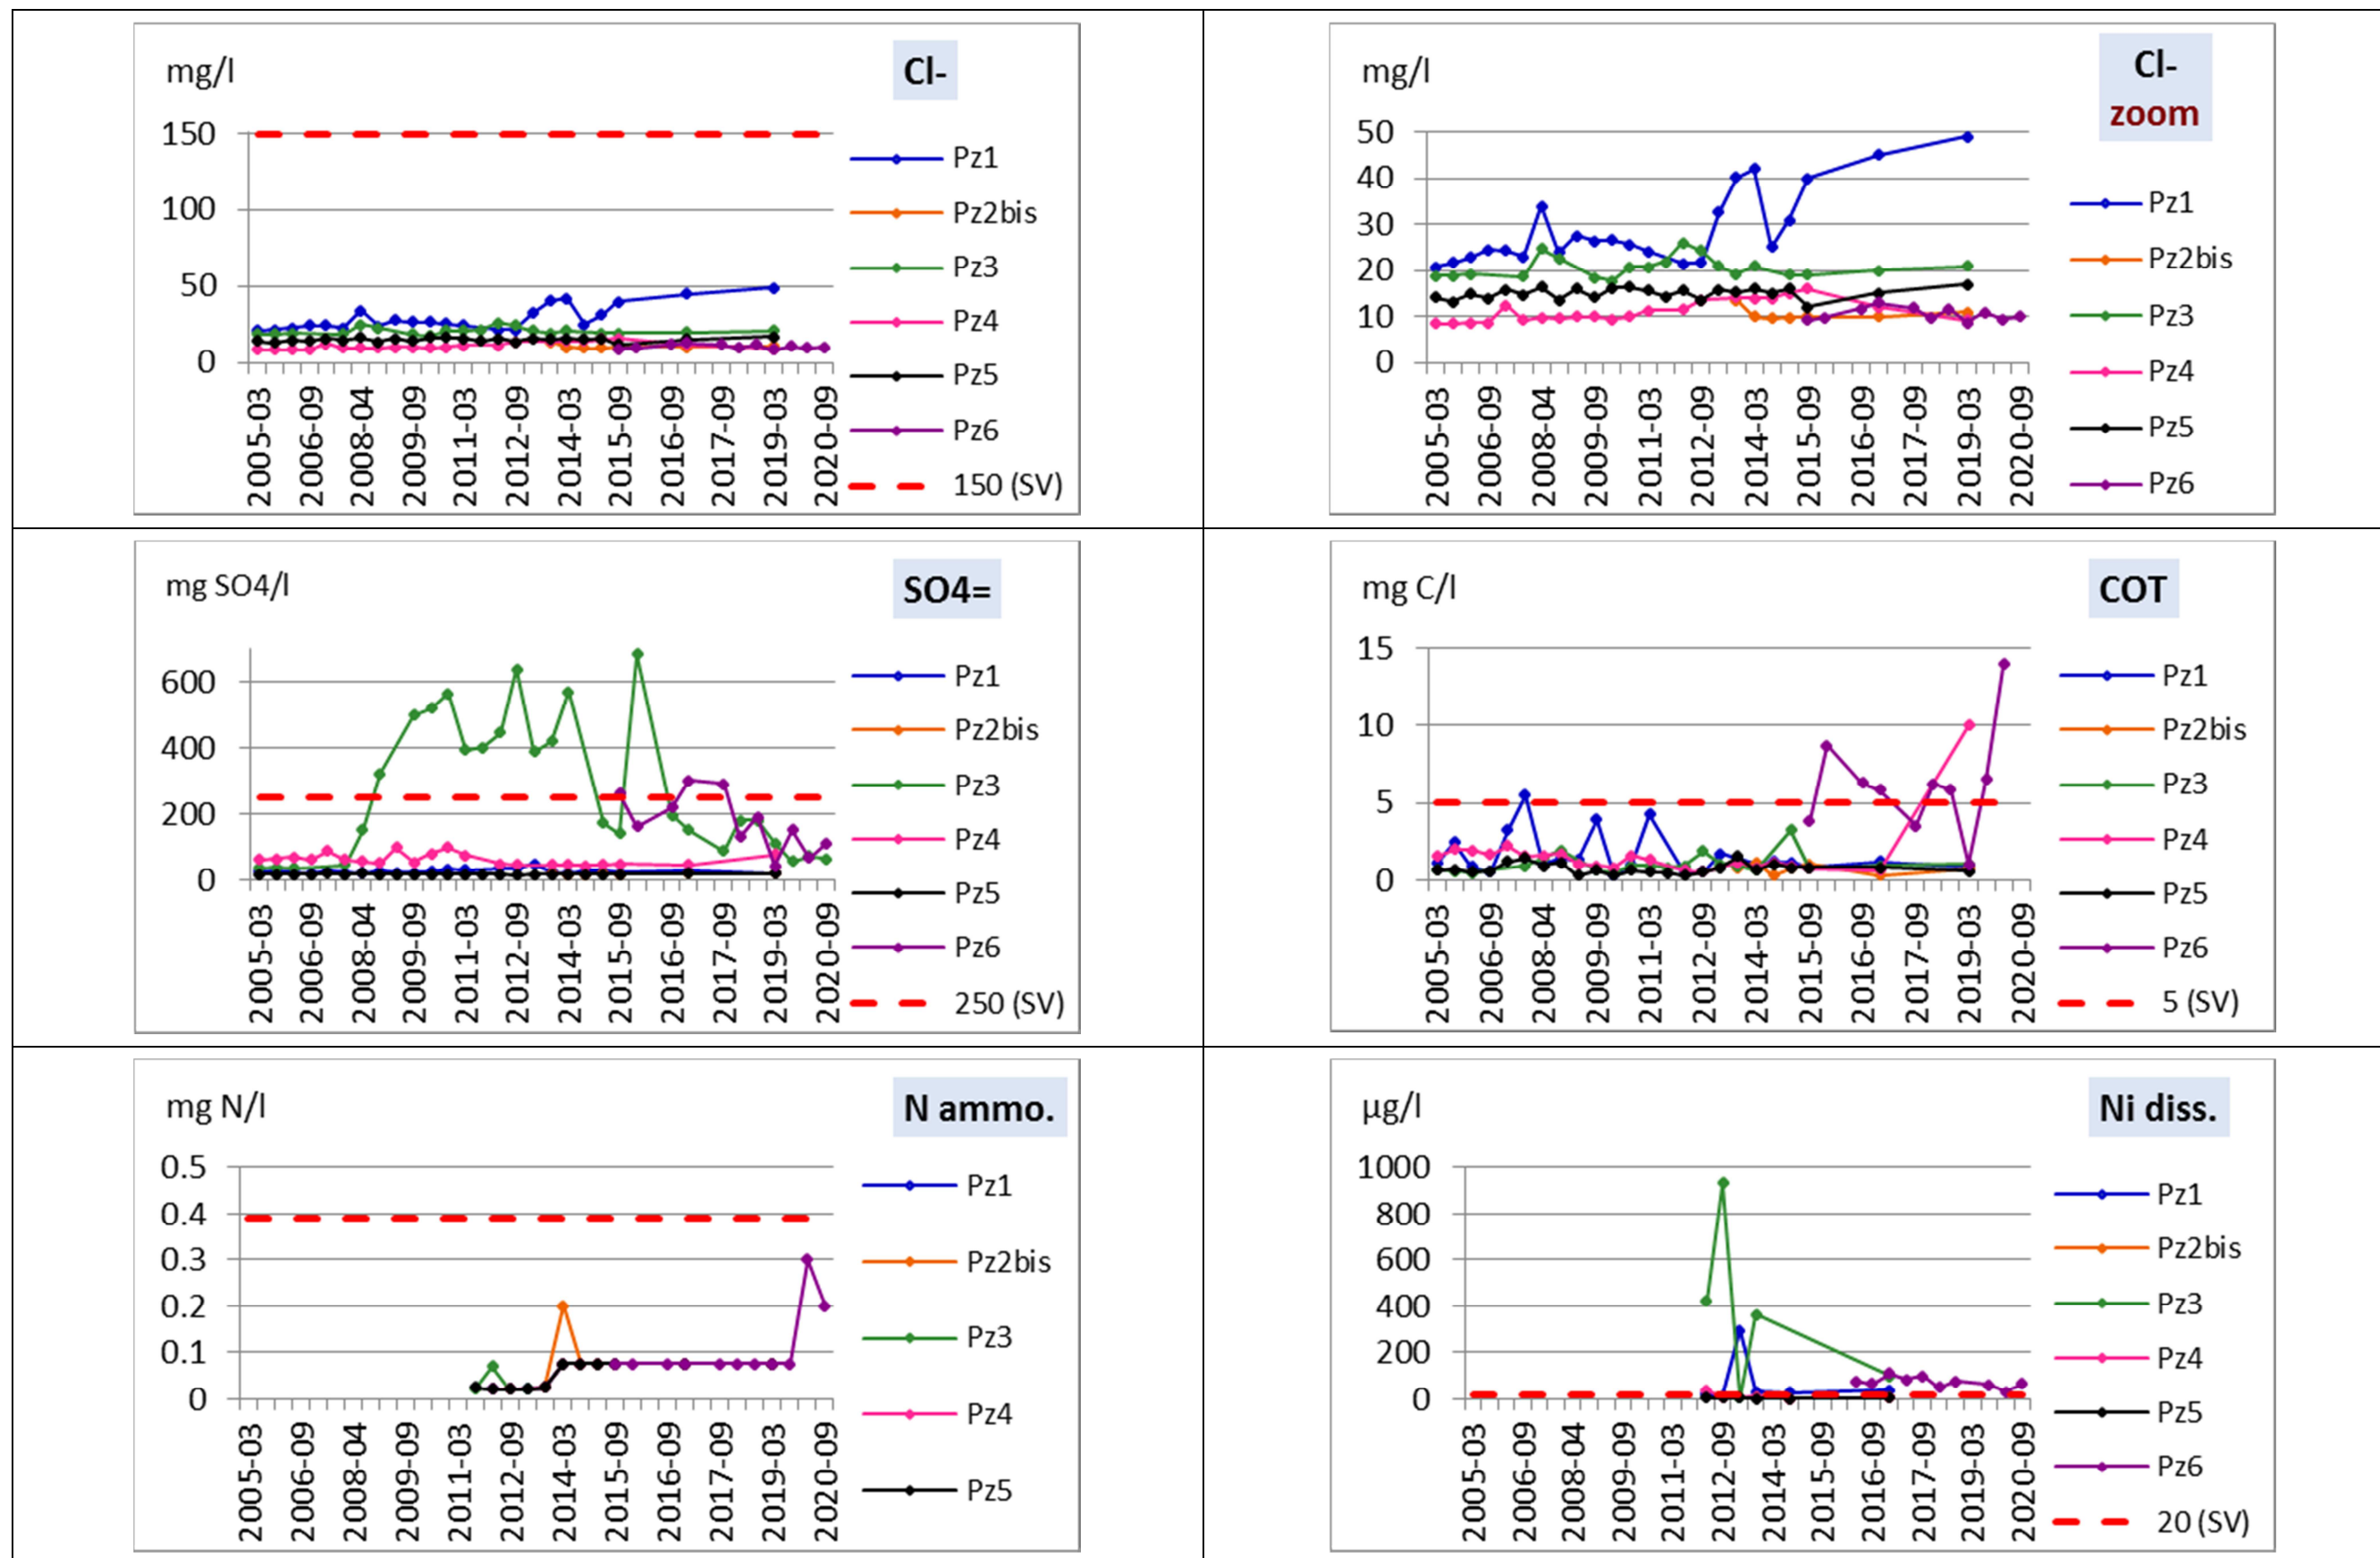 mg/l
Cl-
150
100
50
0
2005-03
2006-09
2008-04
2009-09
2011-03
2012-09
2014-03
2015-09
2016-09
2017-09
2019-03
2020-09
Pz1
Pz2bis
Pz3
Pz4
Pz5
Pz6
150 (SV)
mg/l
Cl-
zoom
50
40
30
20
10
0
2005-03
2006-09
2008-04
2009-09
2011-03
2012-09
2014-03
2015-09
2016-09
2017-09
2019-03
2020-09
Pz1
Pz2bis
Pz3
Pz4
Pz5
Pz6
mg SO4/l
SO4=
600
400
200
0
2005-03
2006-09
2008-04
2009-09
2011-03
2012-09
2014-03
2015-09
2016-09
2017-09
2019-03
2020-09
Pz1
Pz2bis
Pz3
Pz4
Pz5
Pz6
250 (SV)
mg C/l
COT
15
10
5
0
2005-03
2006-09
2008-04
2009-09
2011-03
2012-09
2014-03
2015-09
2016-09
2017-09
2019-03
2020-09
Pz1
Pz2bis
Pz3
Pz4
Pz5
Pz6
5 (SV)
mg N/l
N ammo.
0.5
0.4
0.3
0.2
0.1
0
2005-03
2006-09
2008-04
2009-09
2011-03
2012-09
2014-03
2015-09
2016-09
2017-09
2019-03
2020-09
Pz1
Pz2bis
Pz3
Pz4
Pz5
µg/l
Ni diss.
1000
800
600
400
200
0
2005-03
2006-09
2008-04
2009-09
2011-03
2012-09
2014-03
2015-09
2016-09
2017-09
2019-03
2020-09
Pz1
Pz2bis
Pz3
Pz4
Pz5
Pz6
20 (SV)